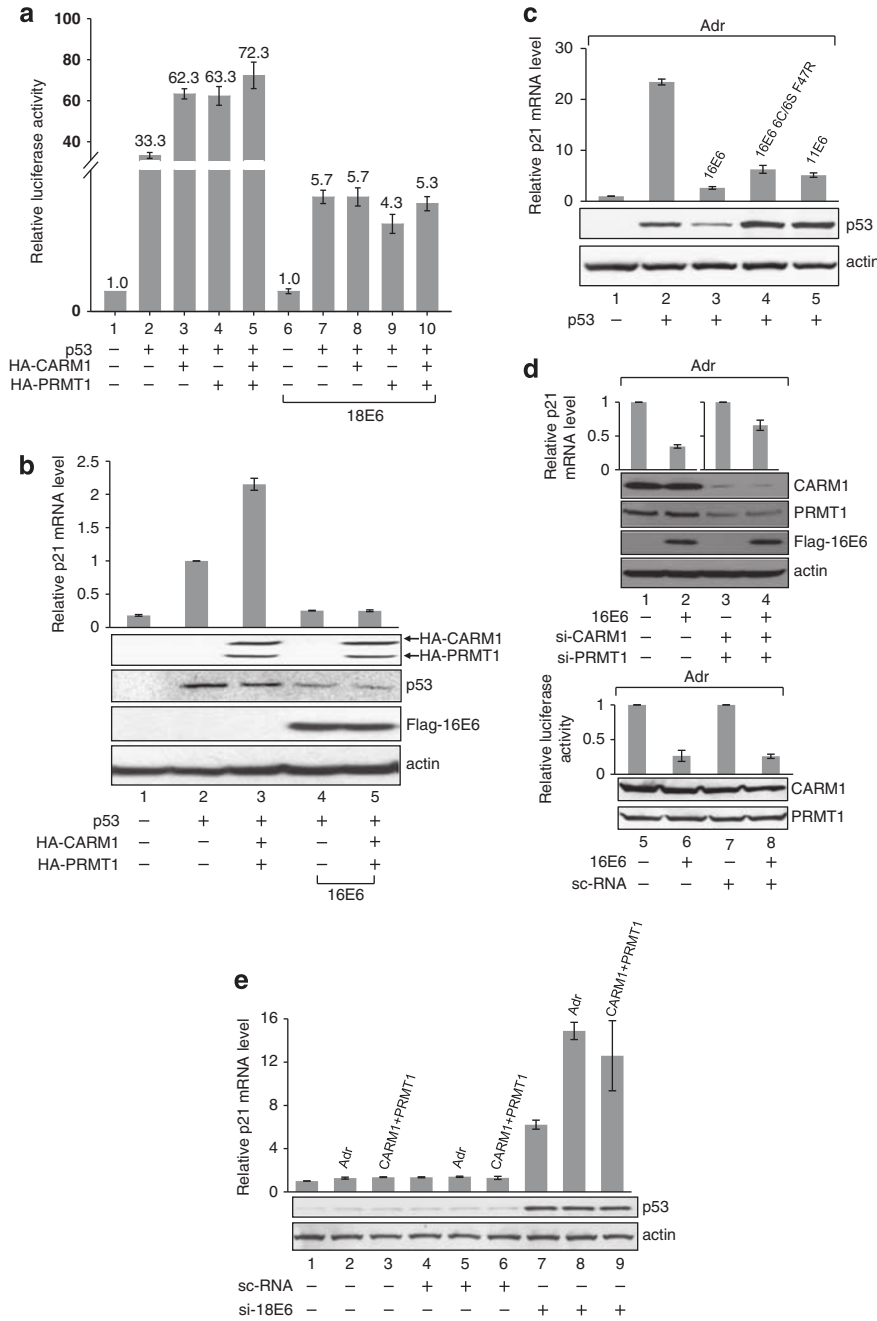 a
Relative luciferase activity
100
80
60
40
0
1.0
33.3
62.3
63.3
72.3
1.0
5.7
5.7
4.3
5.3
1 2 3 4 5 6 7 8 9 10
p53 – + + + + – + + + +
HA-CARM1 – – + – + – – + – +
HA-PRMT1 – – – + + – – – + +
18E6
b
Relative p21 mRNA level
2.5
2
1
0.5
0
HA-CARM1
HA-PRMT1
p53
Flag-16E6
actin
1 2 3 4 5
p53 – + + + +
HA-CARM1 – – + – +
HA-PRMT1 – – + – +
16E6
c
Adr
Relative p21 mRNA level
30
20
10
0
16E6
16E6 6C/6S F47R
11E6
p53
actin
1 2 3 4 5
p53 – + + + +
d
Adr
Relative p21
mRNA level
1
0.5
0
CARM1
PRMT1
Flag-16E6
actin
1 2 3 4
16E6 – + – +
si-CARM1 – – + +
si-PRMT1 – – + +
Adr
Relative luciferase
activity
1
0.5
0
CARM1
PRMT1
5 6 7 8
16E6 – + – +
sc-RNA – – + +
e
Relative p21 mRNA level
16
12
8
4
0
Adr
CARM1+PRMT1
Adr
CARM1+PRMT1
Adr
CARM1+PRMT1
p53
actin
1 2 3 4 5 6 7 8 9
sc-RNA – – – + + + – – –
si-18E6 – – – – – – + + +